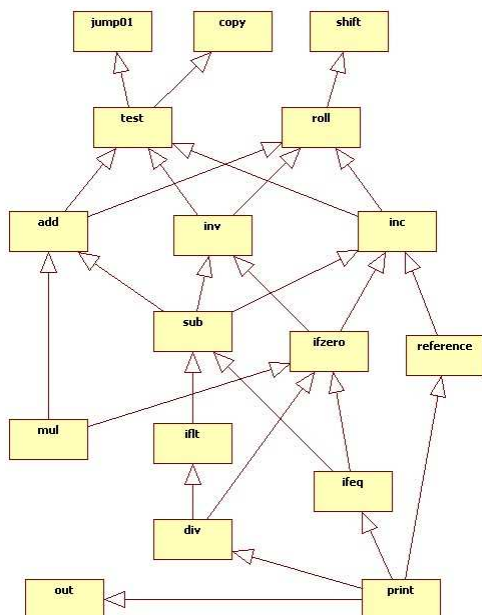 jump01
copy
shift
test
roll
add
inv
inc
sub
ifzero
reference
mul
iflt
ifeq
div
out
print